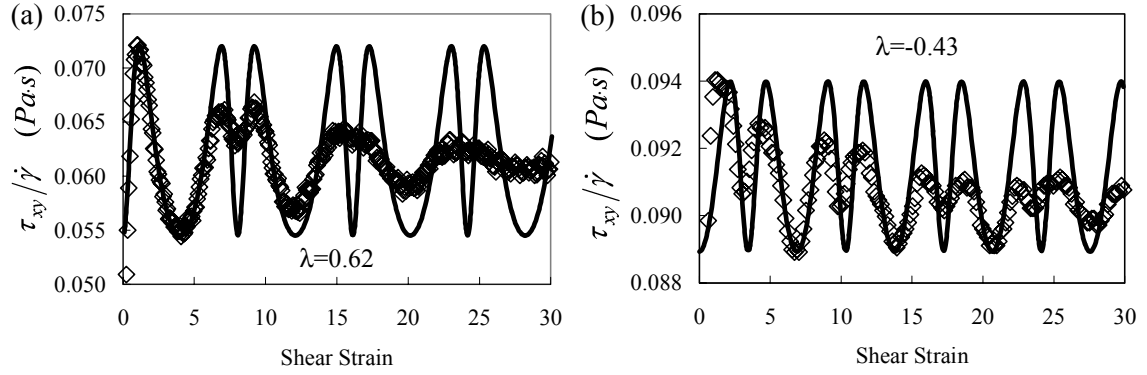 (a)
0.075
0.070
0.065
0.060
0.055
0.050
τxy/γ̇ (Pa·s)
λ=0.62
0 5 10 15 20 25 30
Shear Strain
(b)
0.096
0.094
0.092
0.090
0.088
τxy/γ̇ (Pa·s)
λ=-0.43
0 5 10 15 20 25 30
Shear Strain